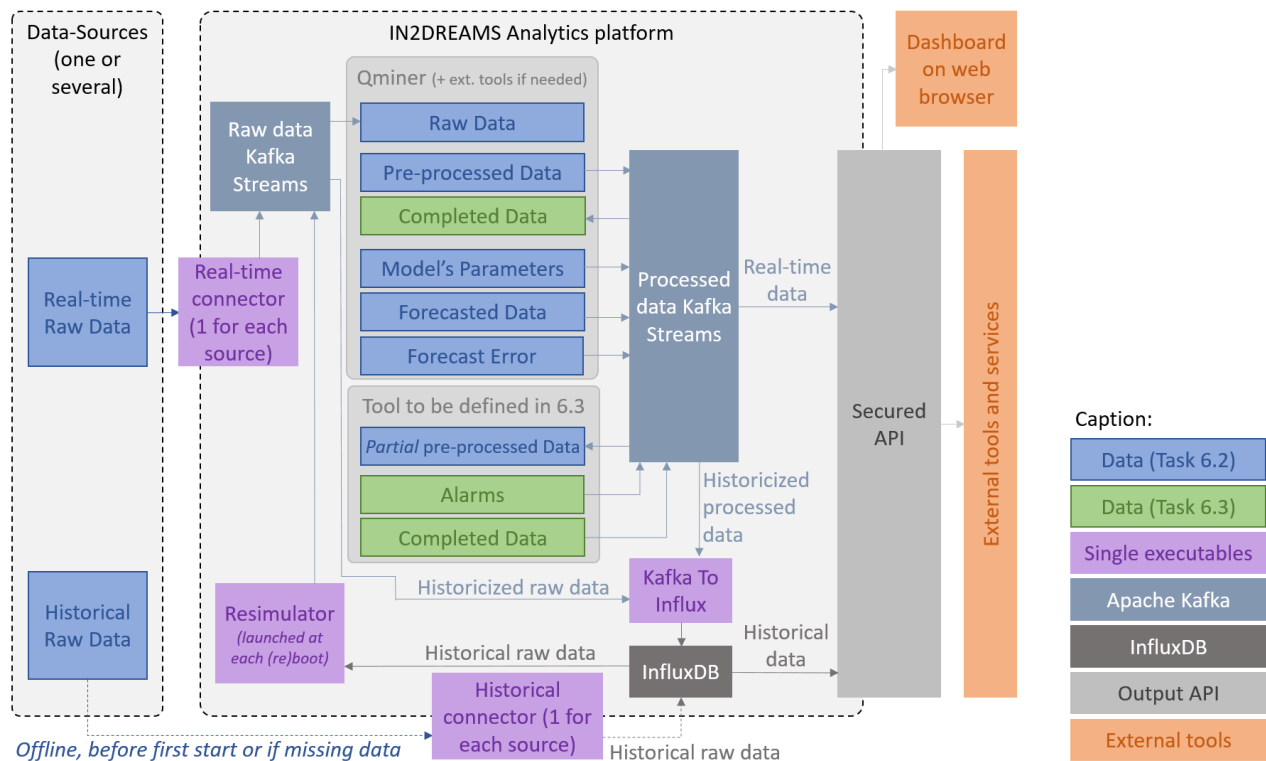 Data-Sources
(one or
several)
IN2DREAMS Analytics platform
Dashboard
on web
browser
Qminer (+ ext. tools if needed)
Raw data
Kafka
Streams
Raw Data
Pre-processed Data
Completed Data
Model's Parameters
Forecasted Data
Forecast Error
Real-time
Raw Data
Real-time
connector
(1 for each
source)
Processed
data Kafka
Streams
Real-time
data
Secured
API
External tools and services
Tool to be defined in 6.3
Partial pre-processed Data
Alarms
Completed Data
Historicized
processed
data
Caption:
Data (Task 6.2)
Data (Task 6.3)
Single executables
Apache Kafka
InfluxDB
Output API
External tools
Historical
Raw Data
Resimulator
(launched at
each (re)boot)
Historicized raw data
Kafka To
Influx
Historical raw data
InfluxDB
Historical
data
Historical
connector (1 for
each source)
Offline, before first start or if missing data
Historical raw data